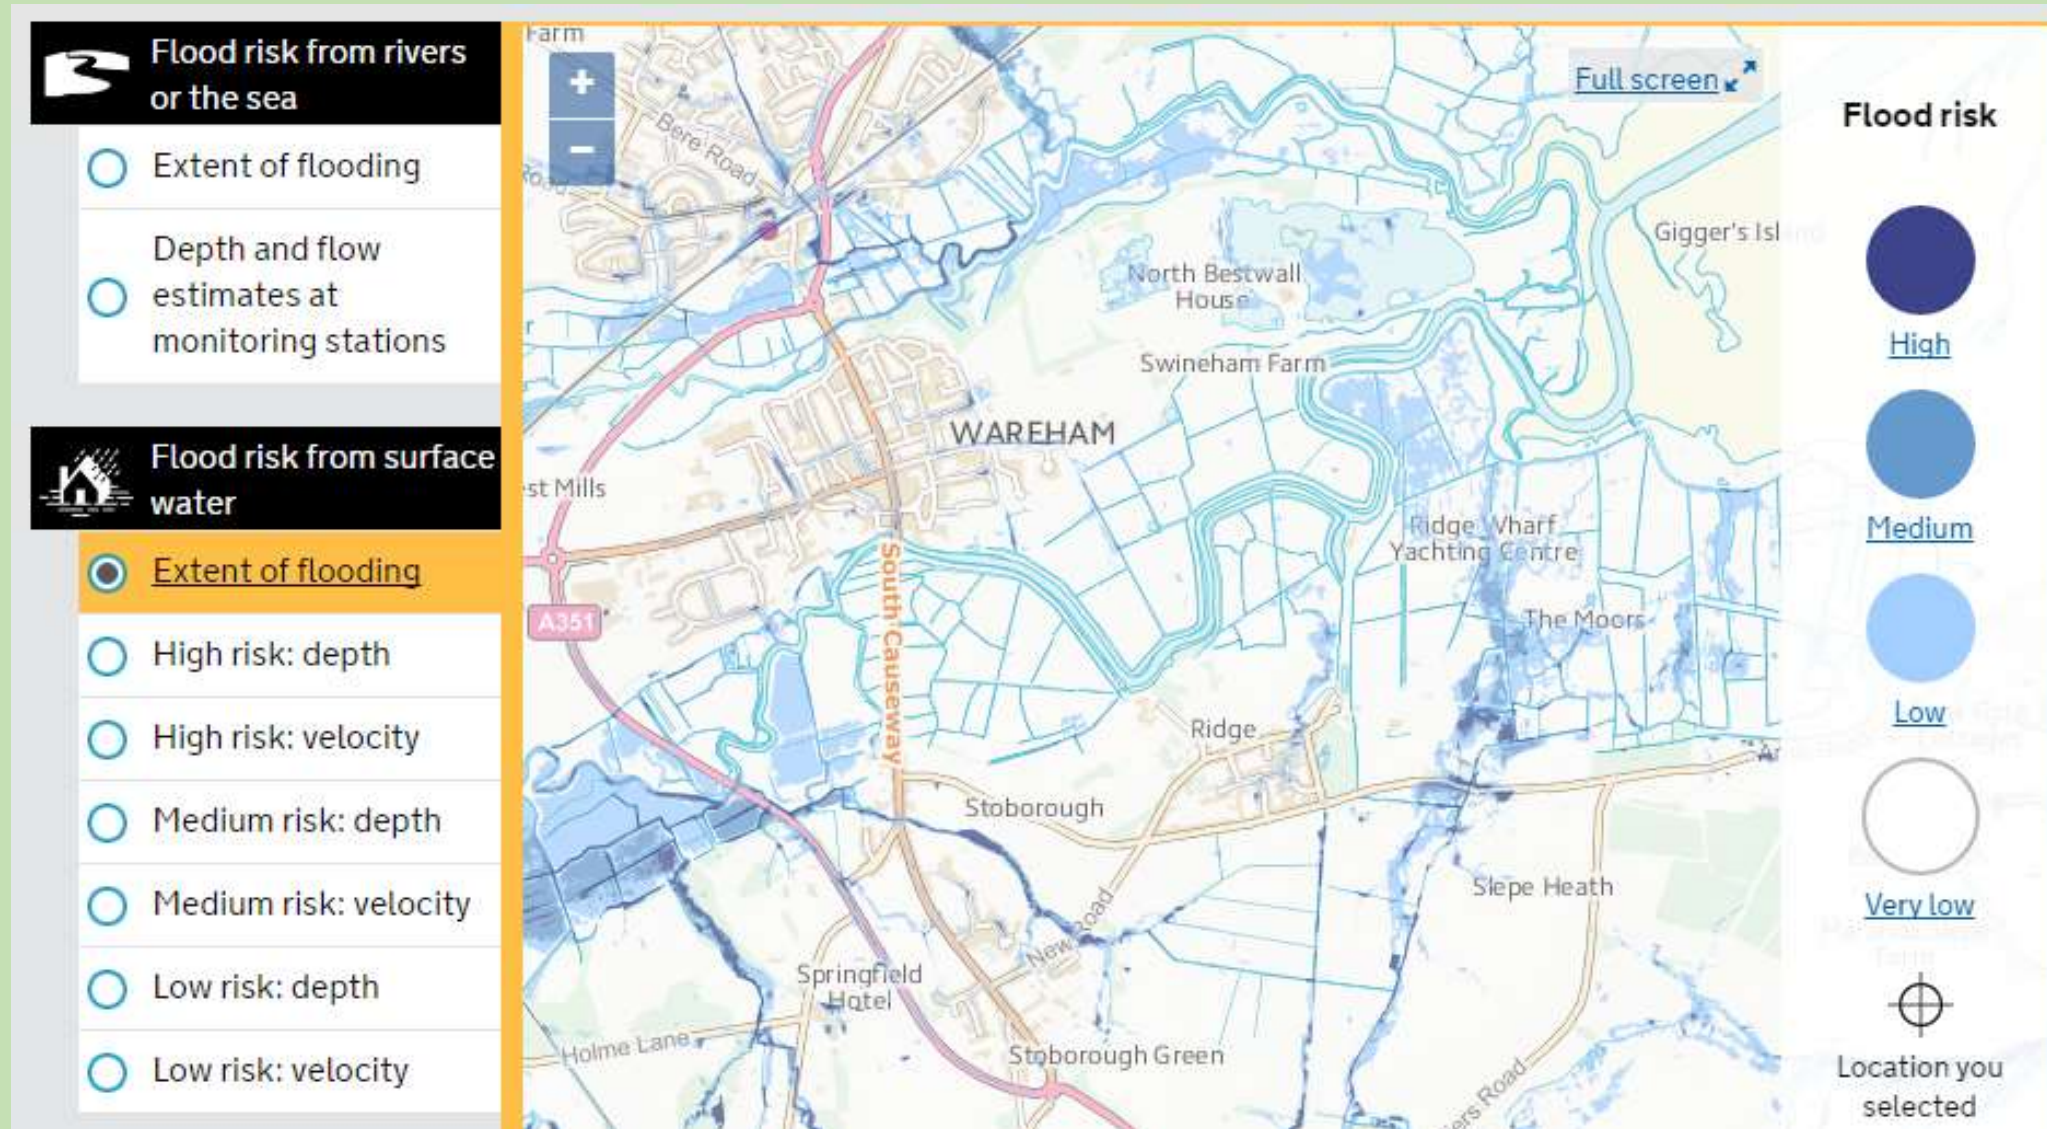 Flood risk from rivers
or the sea
Extent of flooding
Depth and flow
estimates at
monitoring stations
Flood risk from surface
water
Extent of flooding
High risk: depth
High risk: velocity
Medium risk: depth
Medium risk: velocity
Low risk: depth
Low risk: velocity
Farm
+
−
Bere Road
Road
Full screen
Gigger's Island
North Bestwall
House
Swineham Farm
WAREHAM
st Mills
A351
South Causeway
Ridge Wharf
Yachting Centre
The Moors
Ridge
Stoborough
New Road
Slepe Heath
Springfield
Hotel
Holme Lane
Stoborough Green
ers Road
Flood risk
High
Medium
Low
Very low
Location you
selected